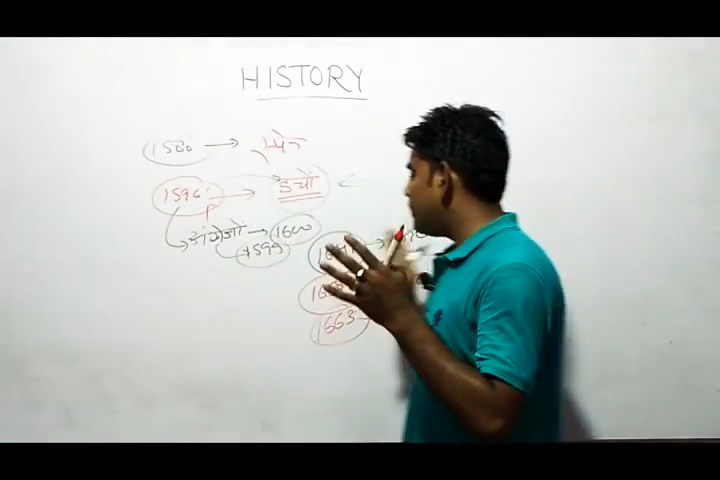 HISTORY
1580 → स्पेन
1596 → डचों <
अंग्रेजों → 1600
1599
1663